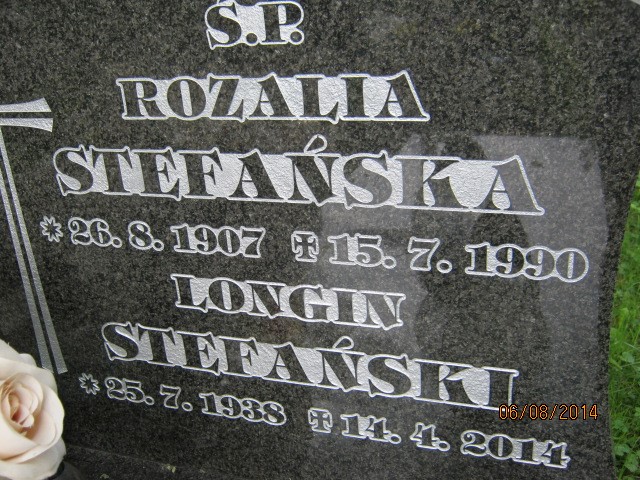 Ś.P.
ROZALIA
STEFAŃSKA
* 26. 8. 1907 ✝ 15. 7. 1990
LONGIN
STEFAŃSKI
* 25. 7. 1938 ✝ 14. 4. 2014
06/08/2014